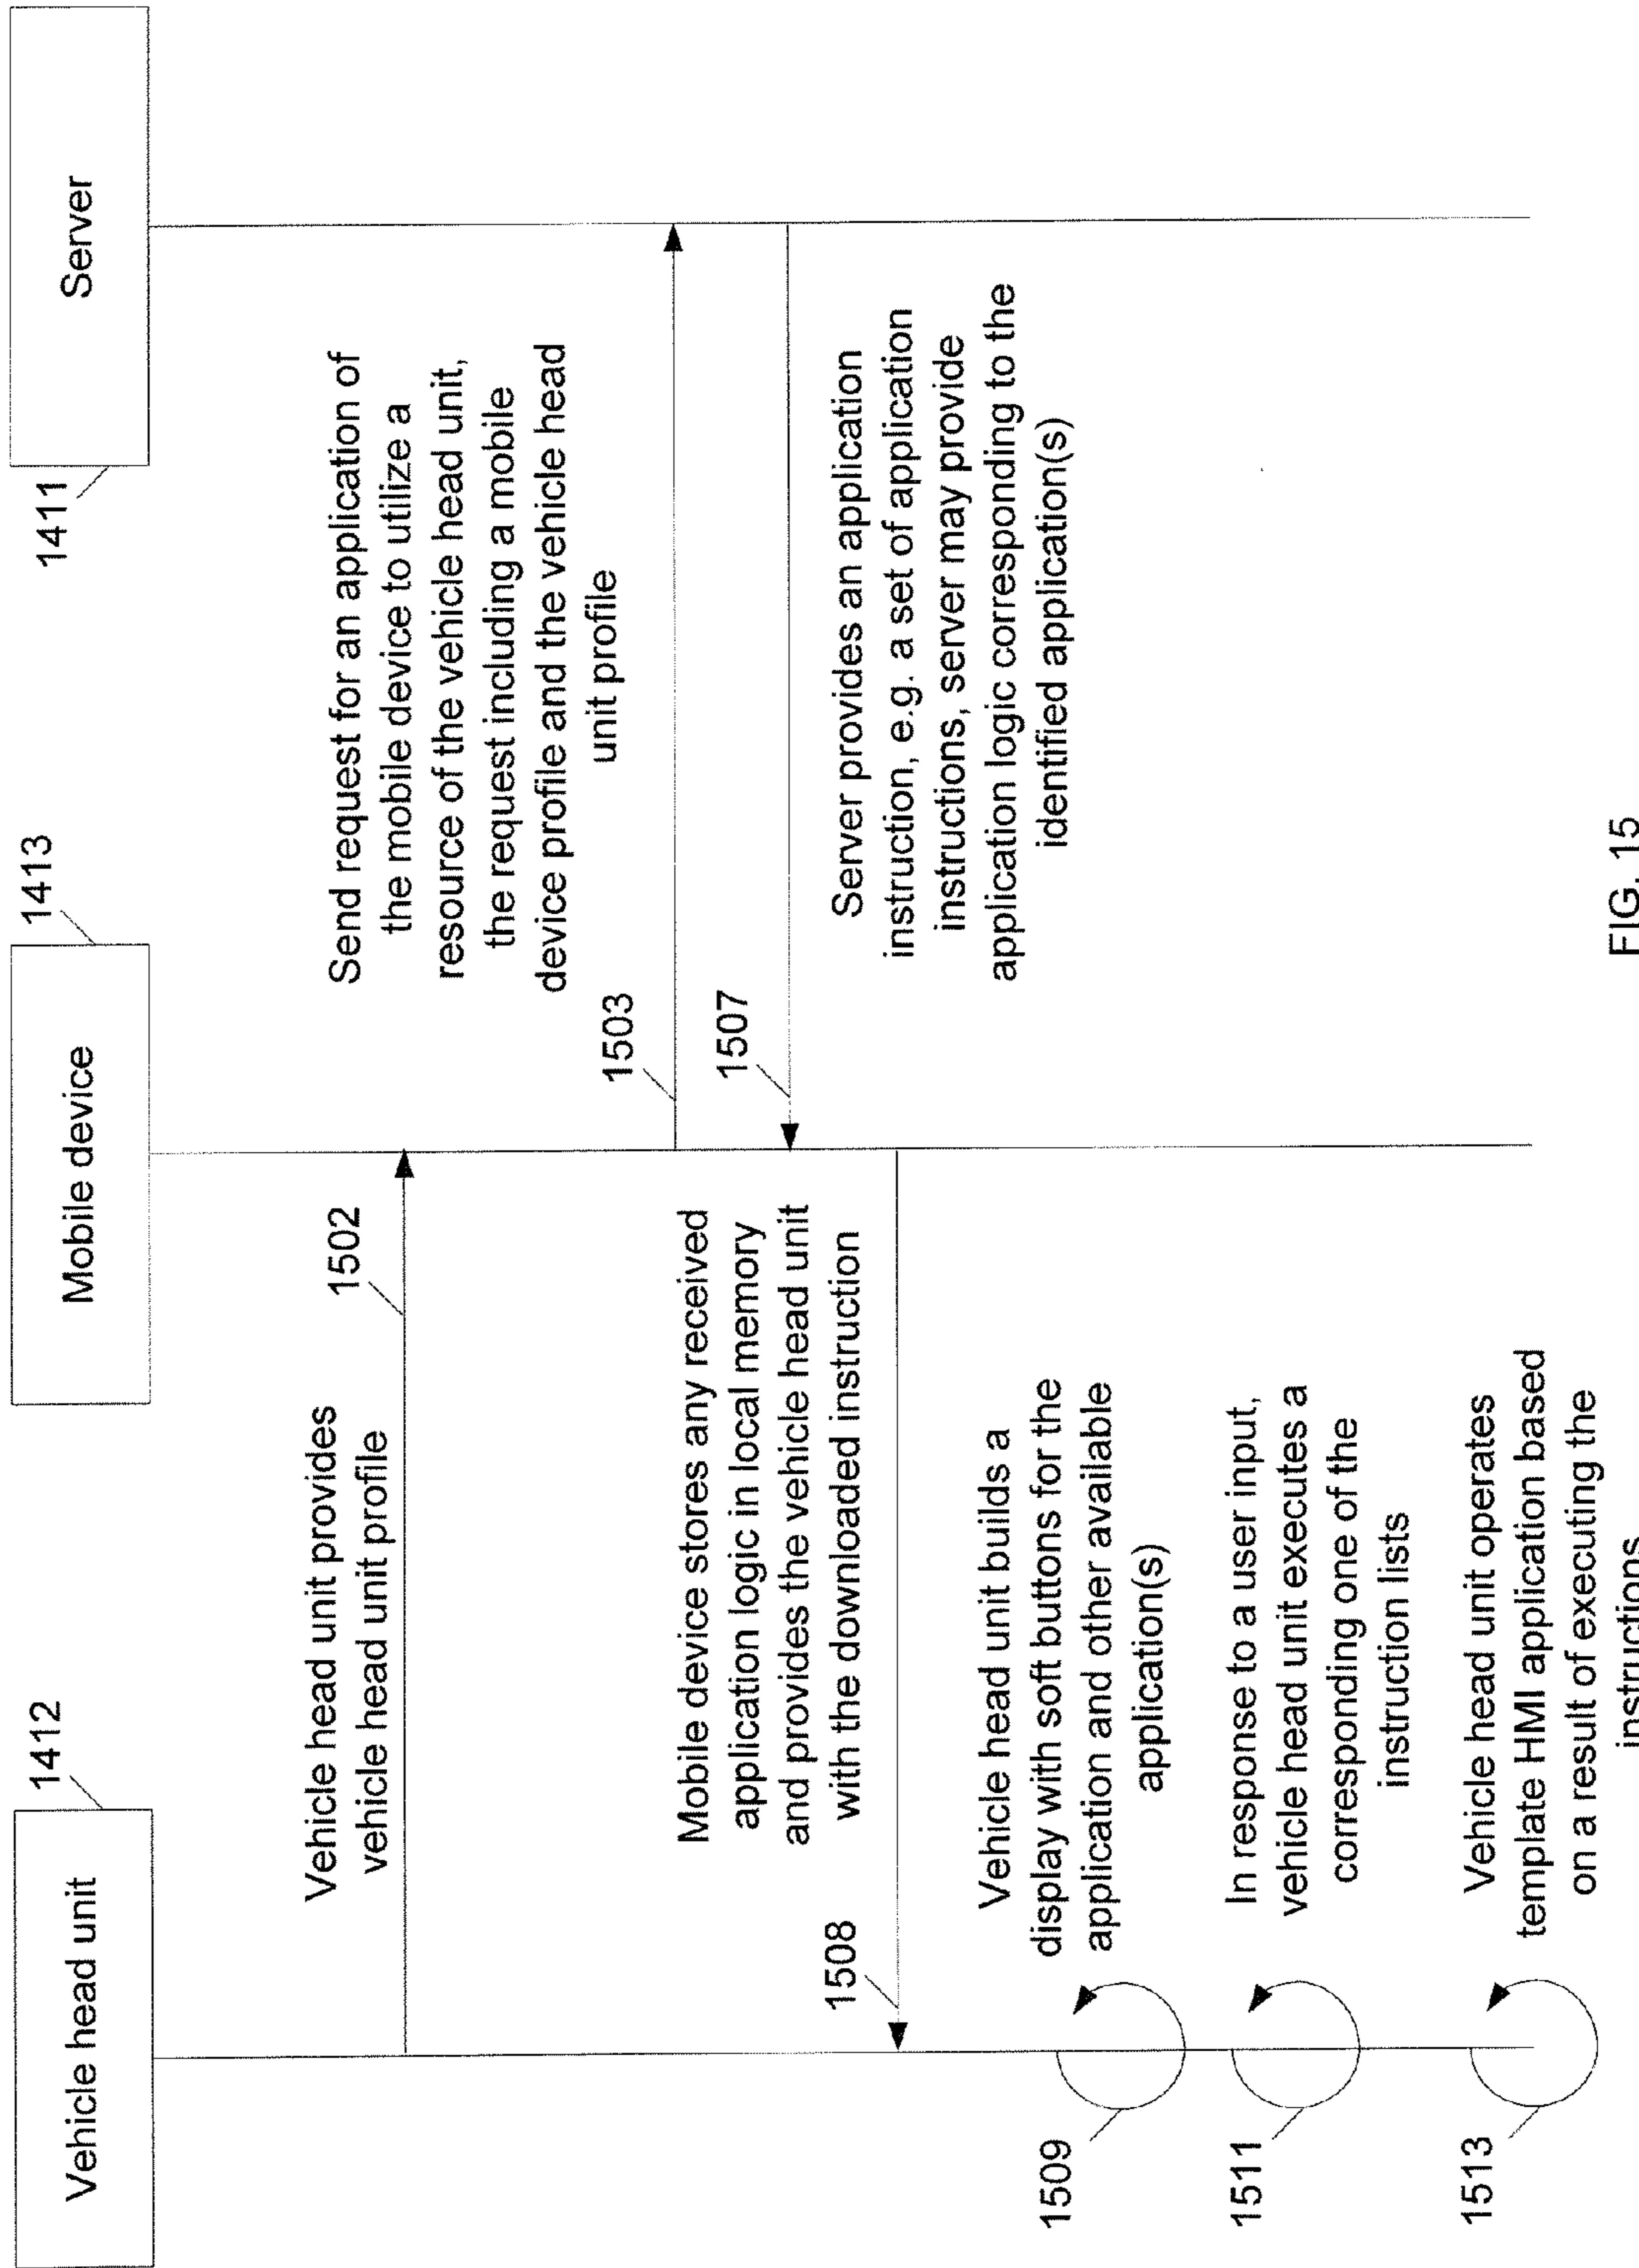 Vehicle head unit
1412
Mobile device
1413
Server
1411
Vehicle head unit provides
vehicle head unit profile
1502
Send request for an application of
the mobile device to utilize a
resource of the vehicle head unit,
the request including a mobile
device profile and the vehicle head
unit profile
1503
1507
Server provides an application
instruction, e.g. a set of application
instructions, server may provide
application logic corresponding to the
identified application(s)
Mobile device stores any received
application logic in local memory
and provides the vehicle head unit
with the downloaded instruction
1508
Vehicle head unit builds a
display with soft buttons for the
application and other available
application(s)
1509
In response to a user input,
vehicle head unit executes a
corresponding one of the
instruction lists
1511
Vehicle head unit operates
template HMI application based
on a result of executing the
instructions
1513
FIG. 15